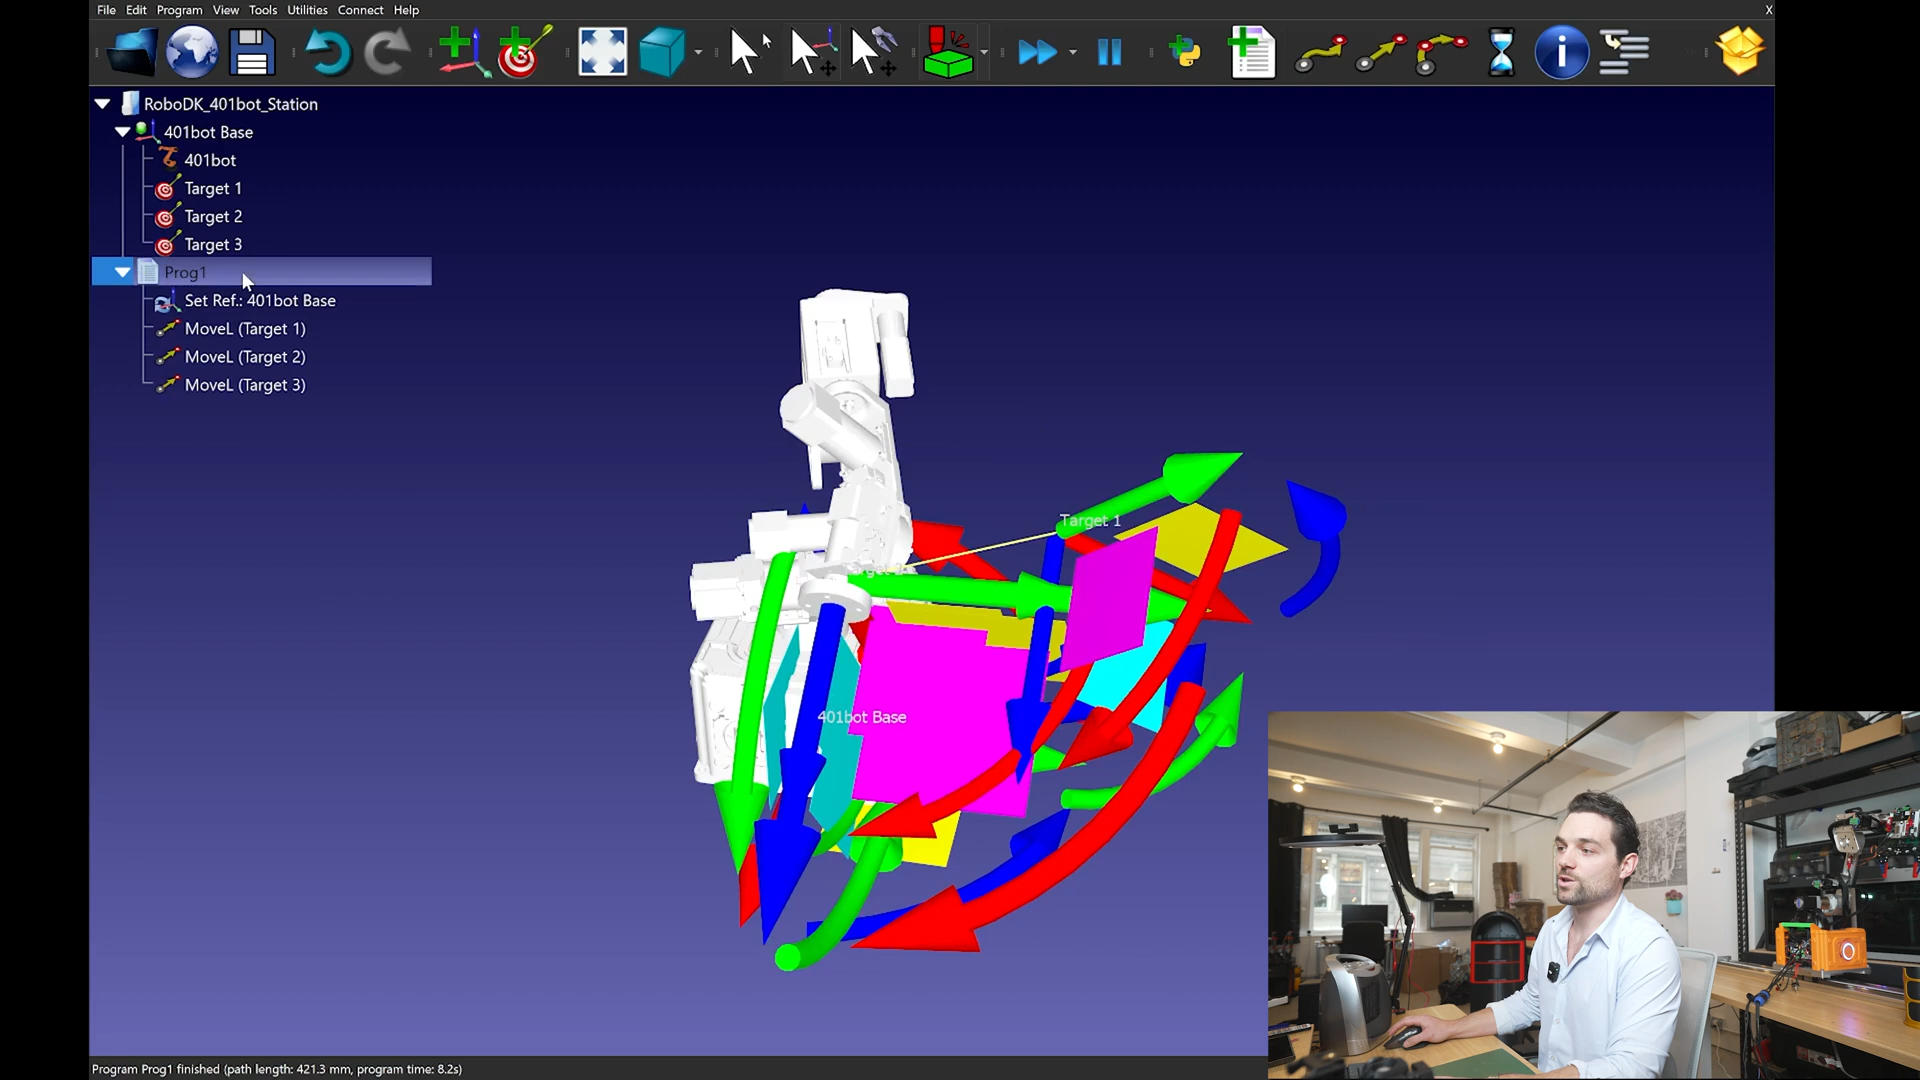 File Edit Program View Tools Utilities Connect Help
X
RoboDK_401bot_Station
401bot Base
401bot
Target 1
Target 2
Target 3
Prog1
Set Ref.: 401bot Base
MoveL (Target 1)
MoveL (Target 2)
MoveL (Target 3)
Target 1
401bot Base
Program Prog1 finished (path length: 421.3 mm, program time: 8.2s)